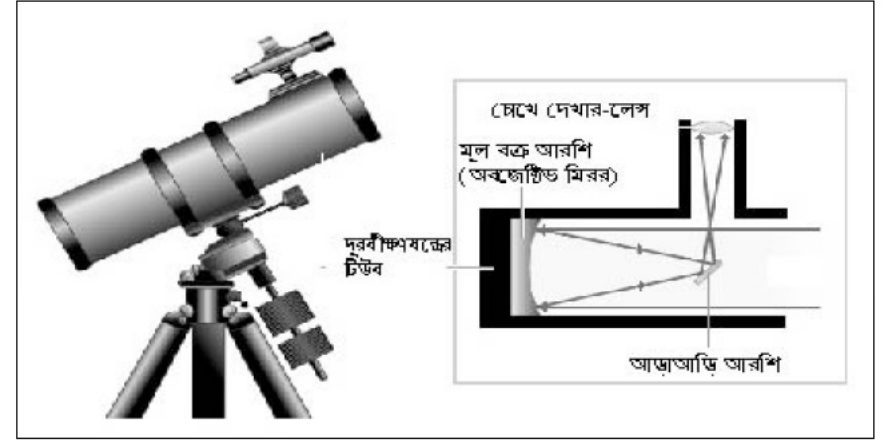 চোখে দেখার-লেন্স
মূল বক্র আরশি
(অবজেক্টিভ মিরর)
দূরবীক্ষণযন্ত্রের
টিউব
আড়াআড়ি আরশি